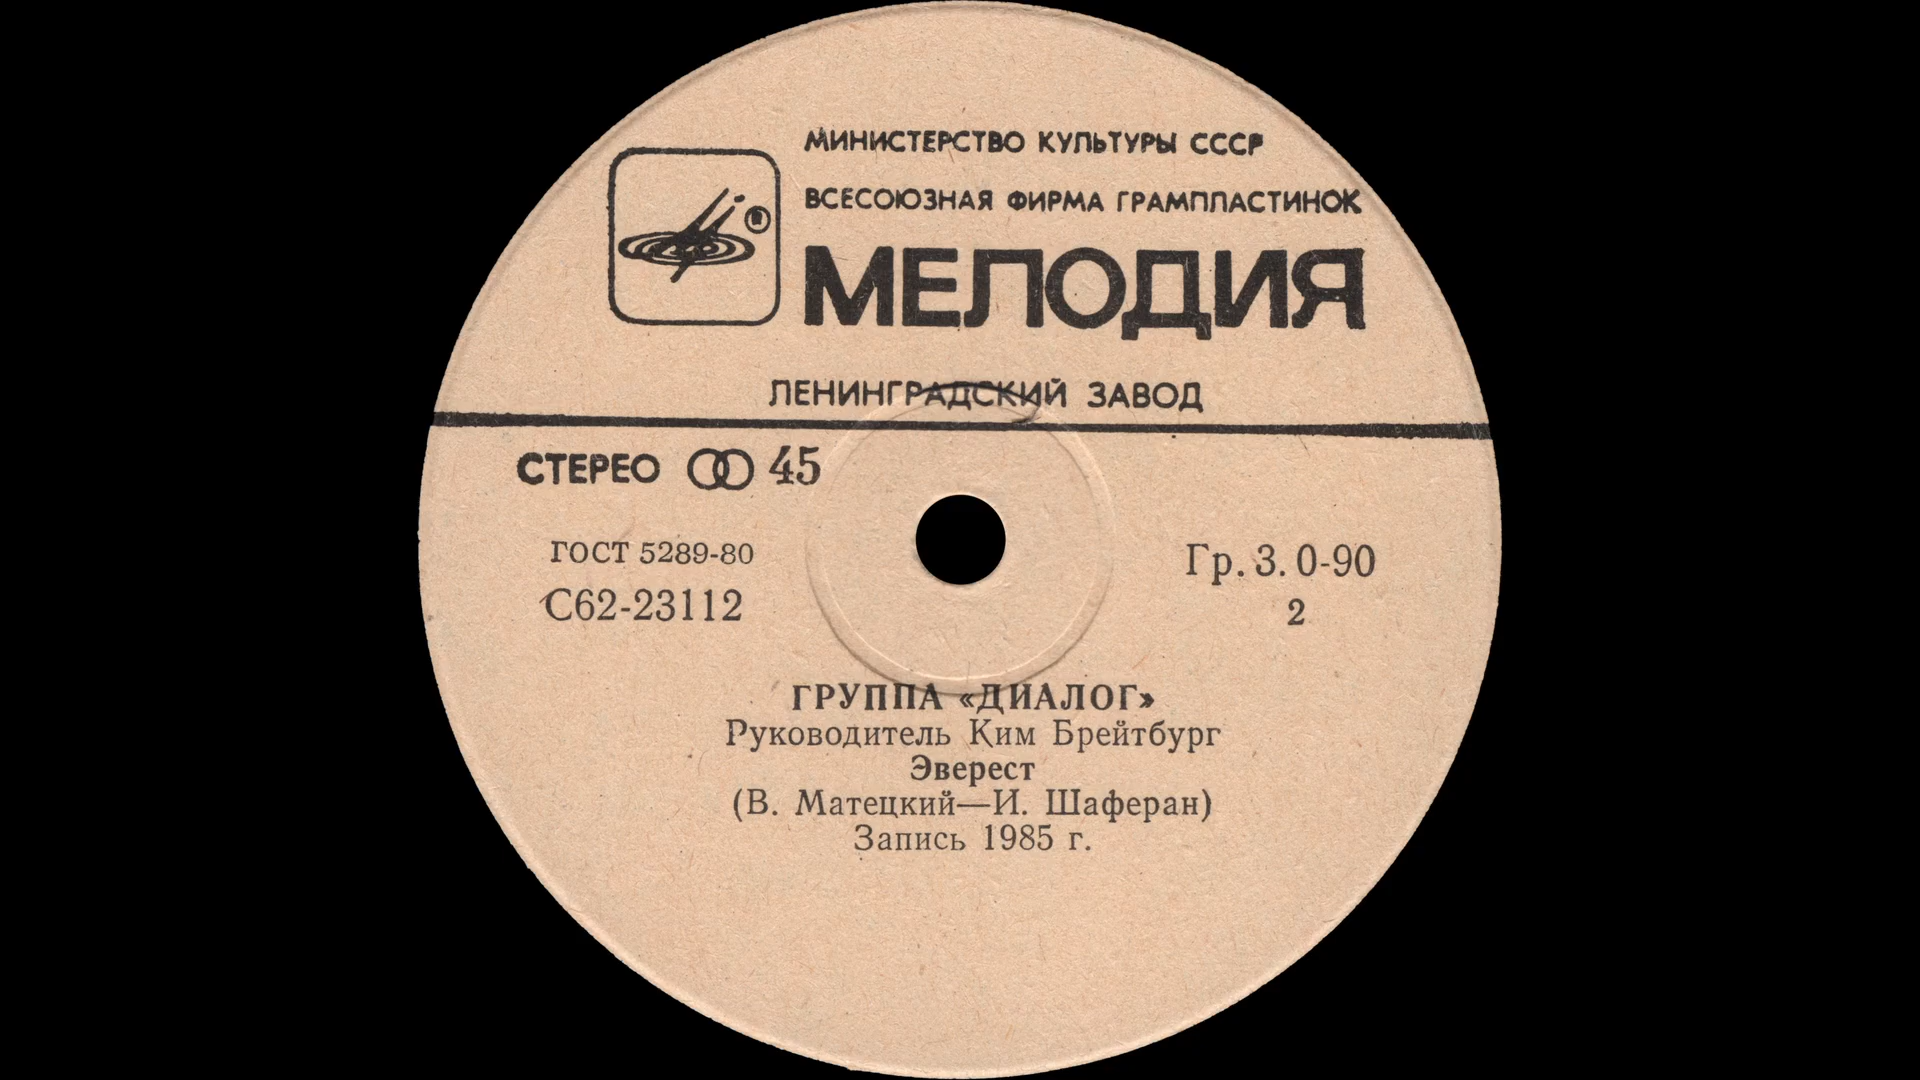 МИНИСТЕРСТВО КУЛЬТУРЫ СССР
ВСЕСОЮЗНАЯ ФИРМА ГРАМПЛАСТИНОК
МЕЛОДИЯ
ЛЕНИНГРАДСКИЙ ЗАВОД
СТЕРЕО 45
ГОСТ 5289-80
С62-23112
Гр. 3. 0-90
2
ГРУППА «ДИАЛОГ»
Руководитель Ким Брейтбург
Эверест
(В. Матецкий—И. Шаферан)
Запись 1985 г.